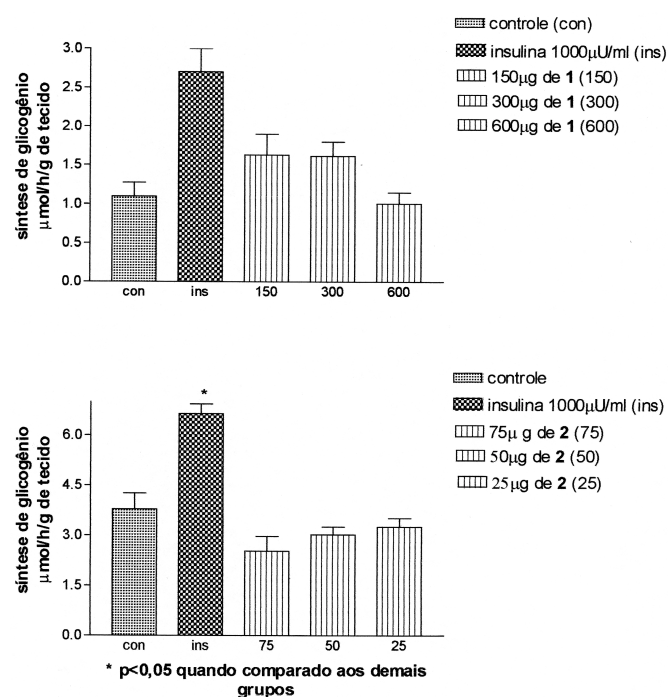 controle (con)
insulina 1000µU/ml (ins)
150µg de 1 (150)
300µg de 1 (300)
600µg de 1 (600)
síntese de glicogênio
µmol/h/g de tecido
3.0
2.5
2.0
1.5
1.0
0.5
0.0
con ins 150 300 600
controle
insulina 1000µU/ml (ins)
75µ g de 2 (75)
50µg de 2 (50)
25µg de 2 (25)
síntese de glicogênio
µmol/h/g de tecido
*
6.0
4.5
3.0
1.5
0.0
con ins 75 50 25
* p<0,05 quando comparado aos demais
grupos